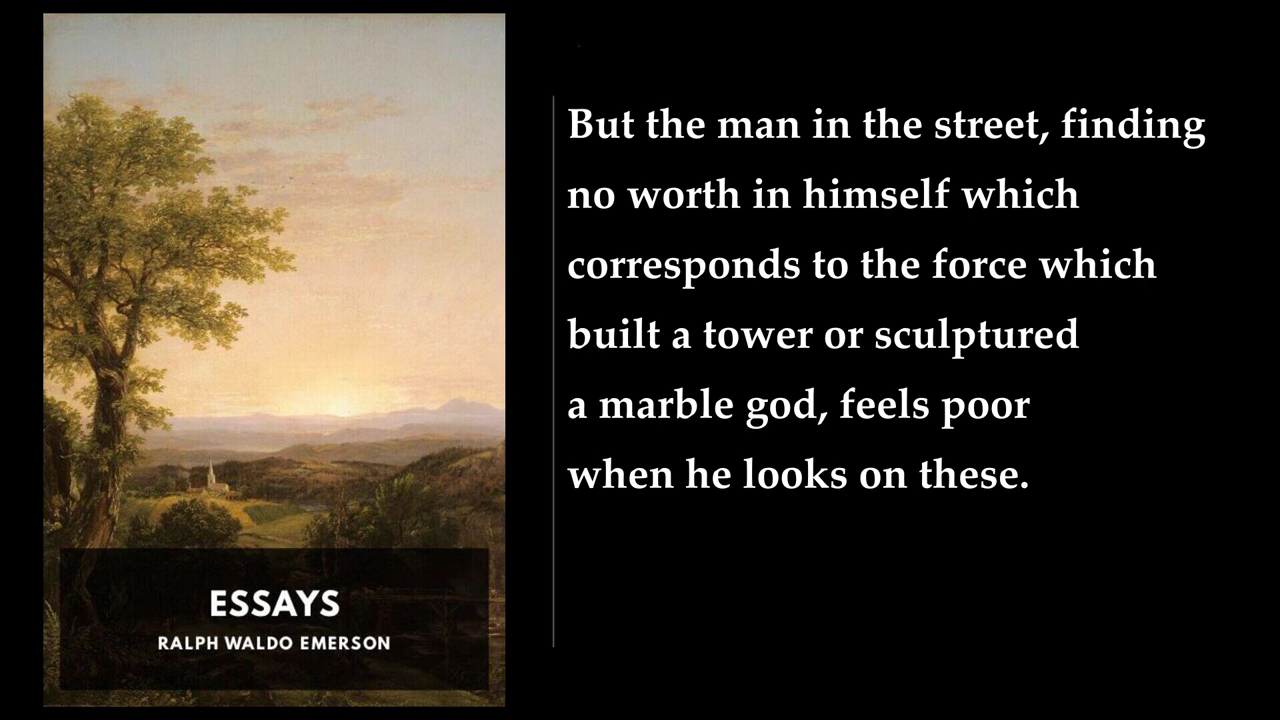 But the man in the street, finding
no worth in himself which
corresponds to the force which
built a tower or sculptured
a marble god, feels poor
when he looks on these.
ESSAYS
RALPH WALDO EMERSON